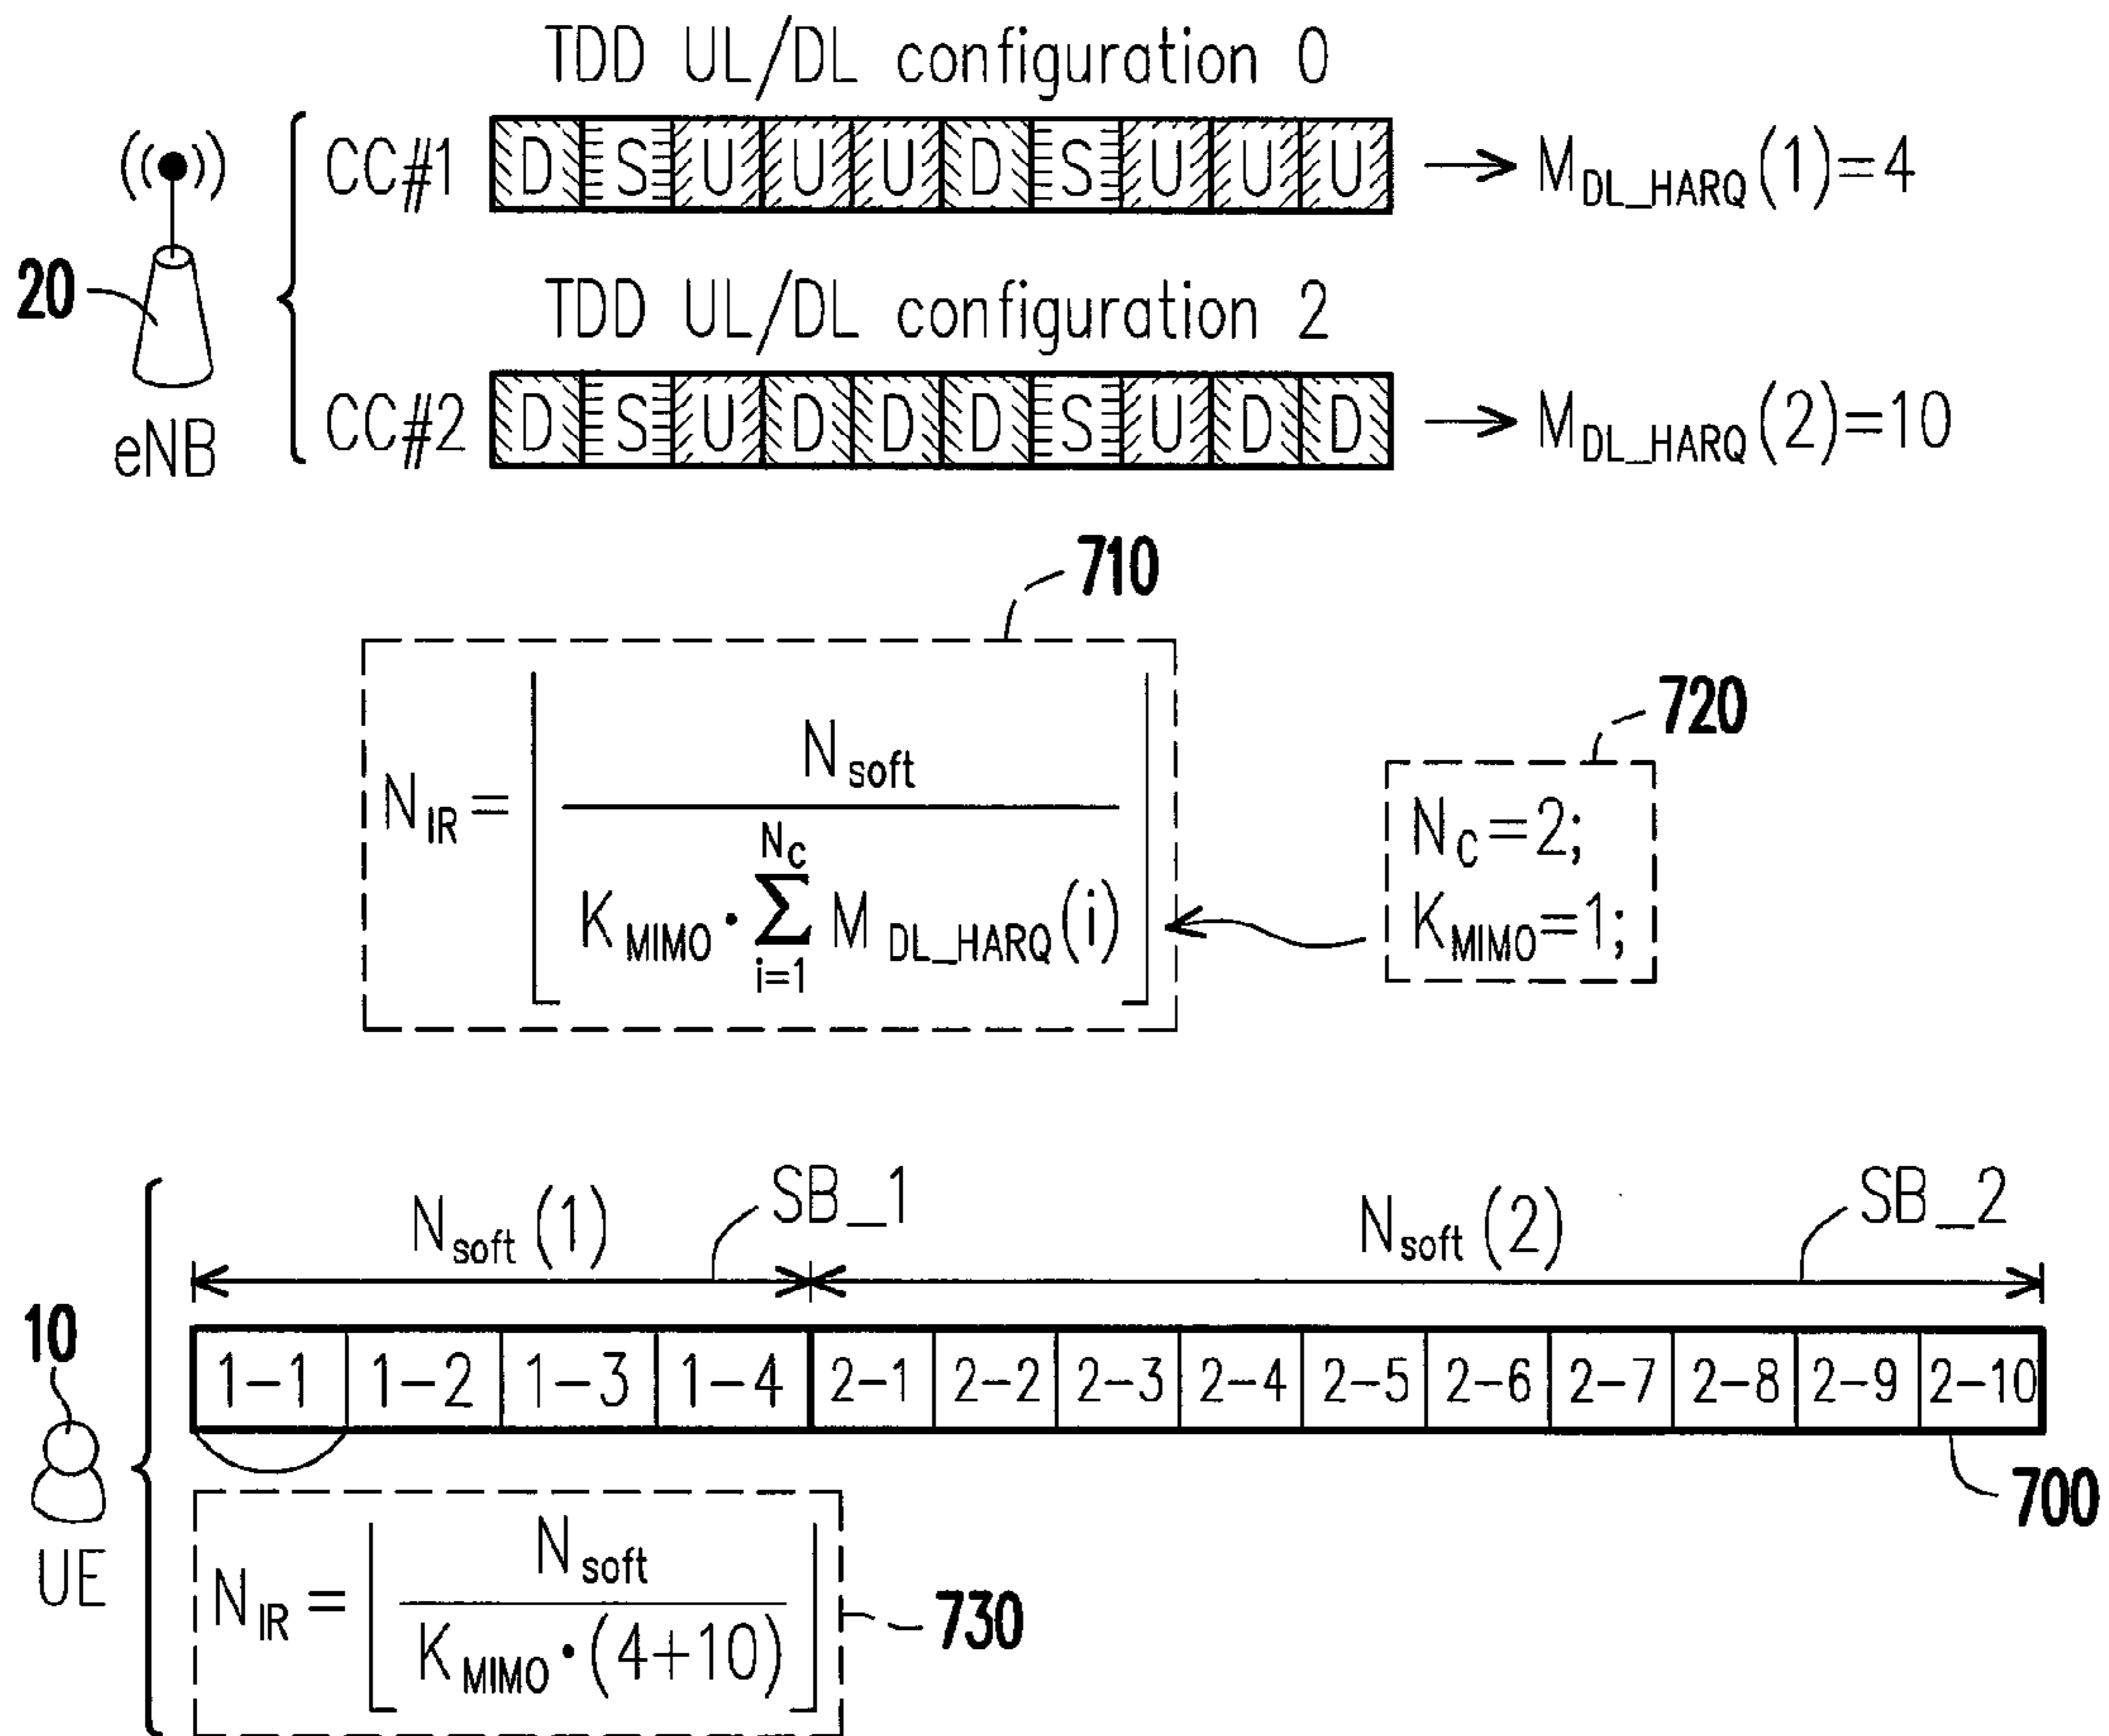 TDD UL/DL configuration 0
CC#1 D S U U U D S U U U → M_DL_HARQ(1)=4
20
TDD UL/DL configuration 2
CC#2 D S U D D D S U D D → M_DL_HARQ(2)=10
eNB
710
720
N_IR = ⌊ N_soft / (K_MIMO · Σ_{i=1}^{N_C} M_DL_HARQ(i)) ⌋
N_C=2;
K_MIMO=1;
N_soft(1) SB_1 N_soft(2) SB_2
10
1-1 1-2 1-3 1-4 2-1 2-2 2-3 2-4 2-5 2-6 2-7 2-8 2-9 2-10
700
UE
N_IR = ⌊ N_soft / (K_MIMO · (4+10)) ⌋
730